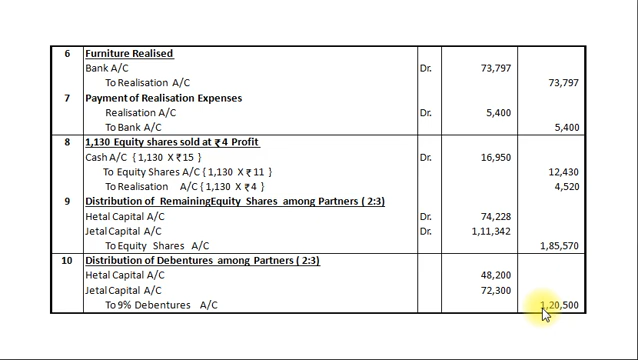 6 Furniture Realised
Bank A/C Dr. 73,797
To Realisation A/C 73,797
7 Payment of Realisation Expenses
Realisation A/C Dr. 5,400
To Bank A/C 5,400
8 1,130 Equity shares sold at ₹ 4 Profit
Cash A/C { 1,130 X ₹ 15 } Dr. 16,950
To Equity Shares A/C { 1,130 X ₹ 11 } 12,430
To Realisation A/C { 1,130 X ₹ 4 } 4,520
9 Distribution of RemainingEquity Shares among Partners ( 2:3)
Hetal Capital A/C Dr. 74,228
Jetal Capital A/C Dr. 1,11,342
To Equity Shares A/C 1,85,570
10 Distribution of Debentures among Partners ( 2:3)
Hetal Capital A/C 48,200
Jetal Capital A/C 72,300
To 9% Debentures A/C 1,20,500